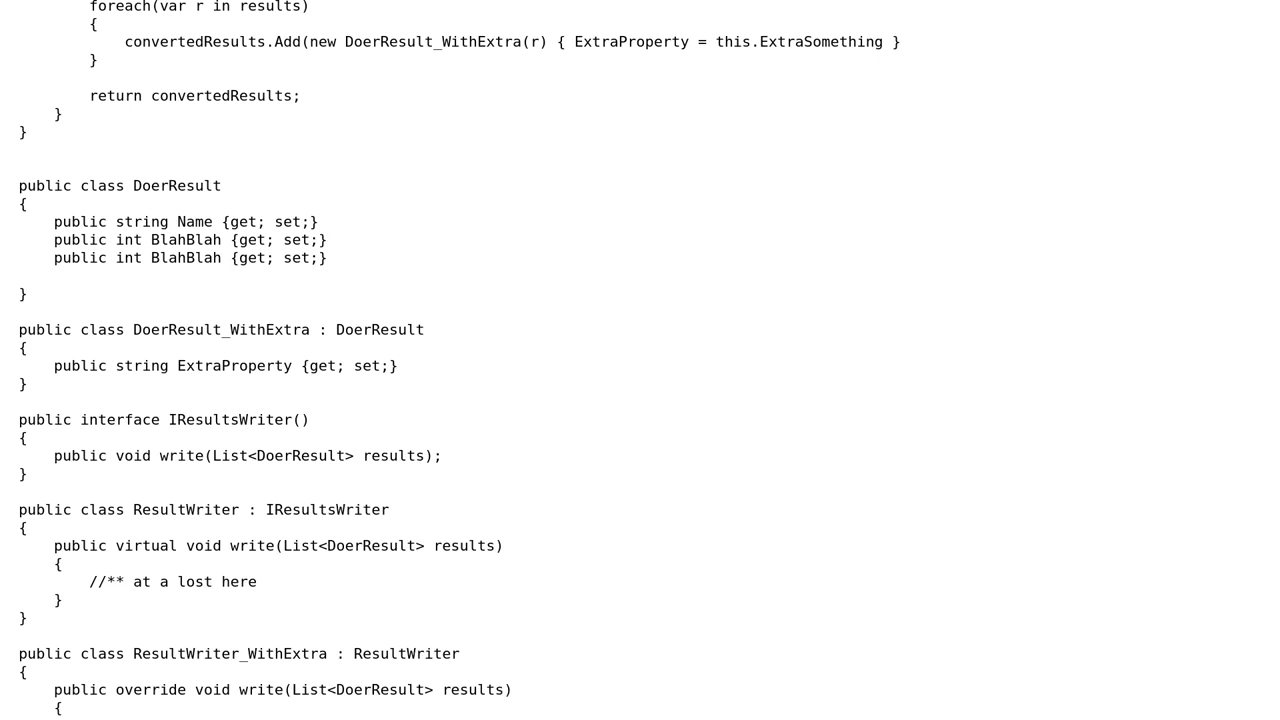 foreach(var r in results)
{
convertedResults.Add(new DoerResult_WithExtra(r) { ExtraProperty = this.ExtraSomething }
}
return convertedResults;
}
}
public class DoerResult
{
public string Name {get; set;}
public int BlahBlah {get; set;}
public int BlahBlah {get; set;}
}
public class DoerResult_WithExtra : DoerResult
{
public string ExtraProperty {get; set;}
}
public interface IResultsWriter()
{
public void write(List<DoerResult> results);
}
public class ResultWriter : IResultsWriter
{
public virtual void write(List<DoerResult> results)
{
//** at a lost here
}
}
public class ResultWriter_WithExtra : ResultWriter
{
public override void write(List<DoerResult> results)
{